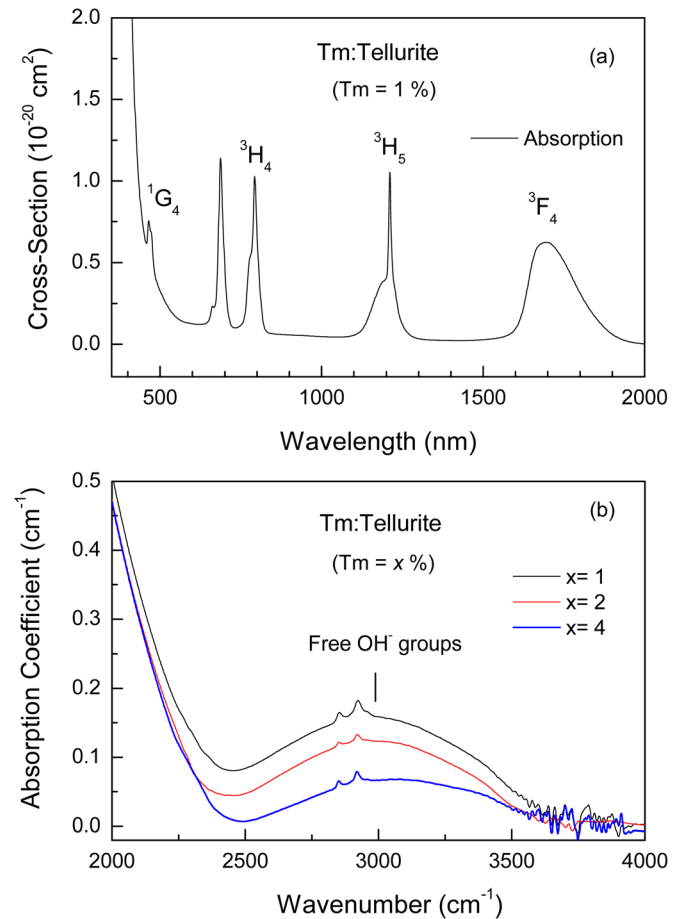 2.0
1.5
1.0
0.5
0.0
Cross-Section (10⁻²⁰ cm²)
Tm:Tellurite
(Tm = 1 %)
(a)
Absorption
¹G₄
³H₄
³H₅
³F₄
500
1000
1500
2000
Wavelength (nm)
0.5
0.4
0.3
0.2
0.1
0.0
Absorption Coefficient (cm⁻¹)
Tm:Tellurite
(Tm = x %)
(b)
x= 1
x= 2
x= 4
Free OH⁻ groups
2000
2500
3000
3500
4000
Wavenumber (cm⁻¹)